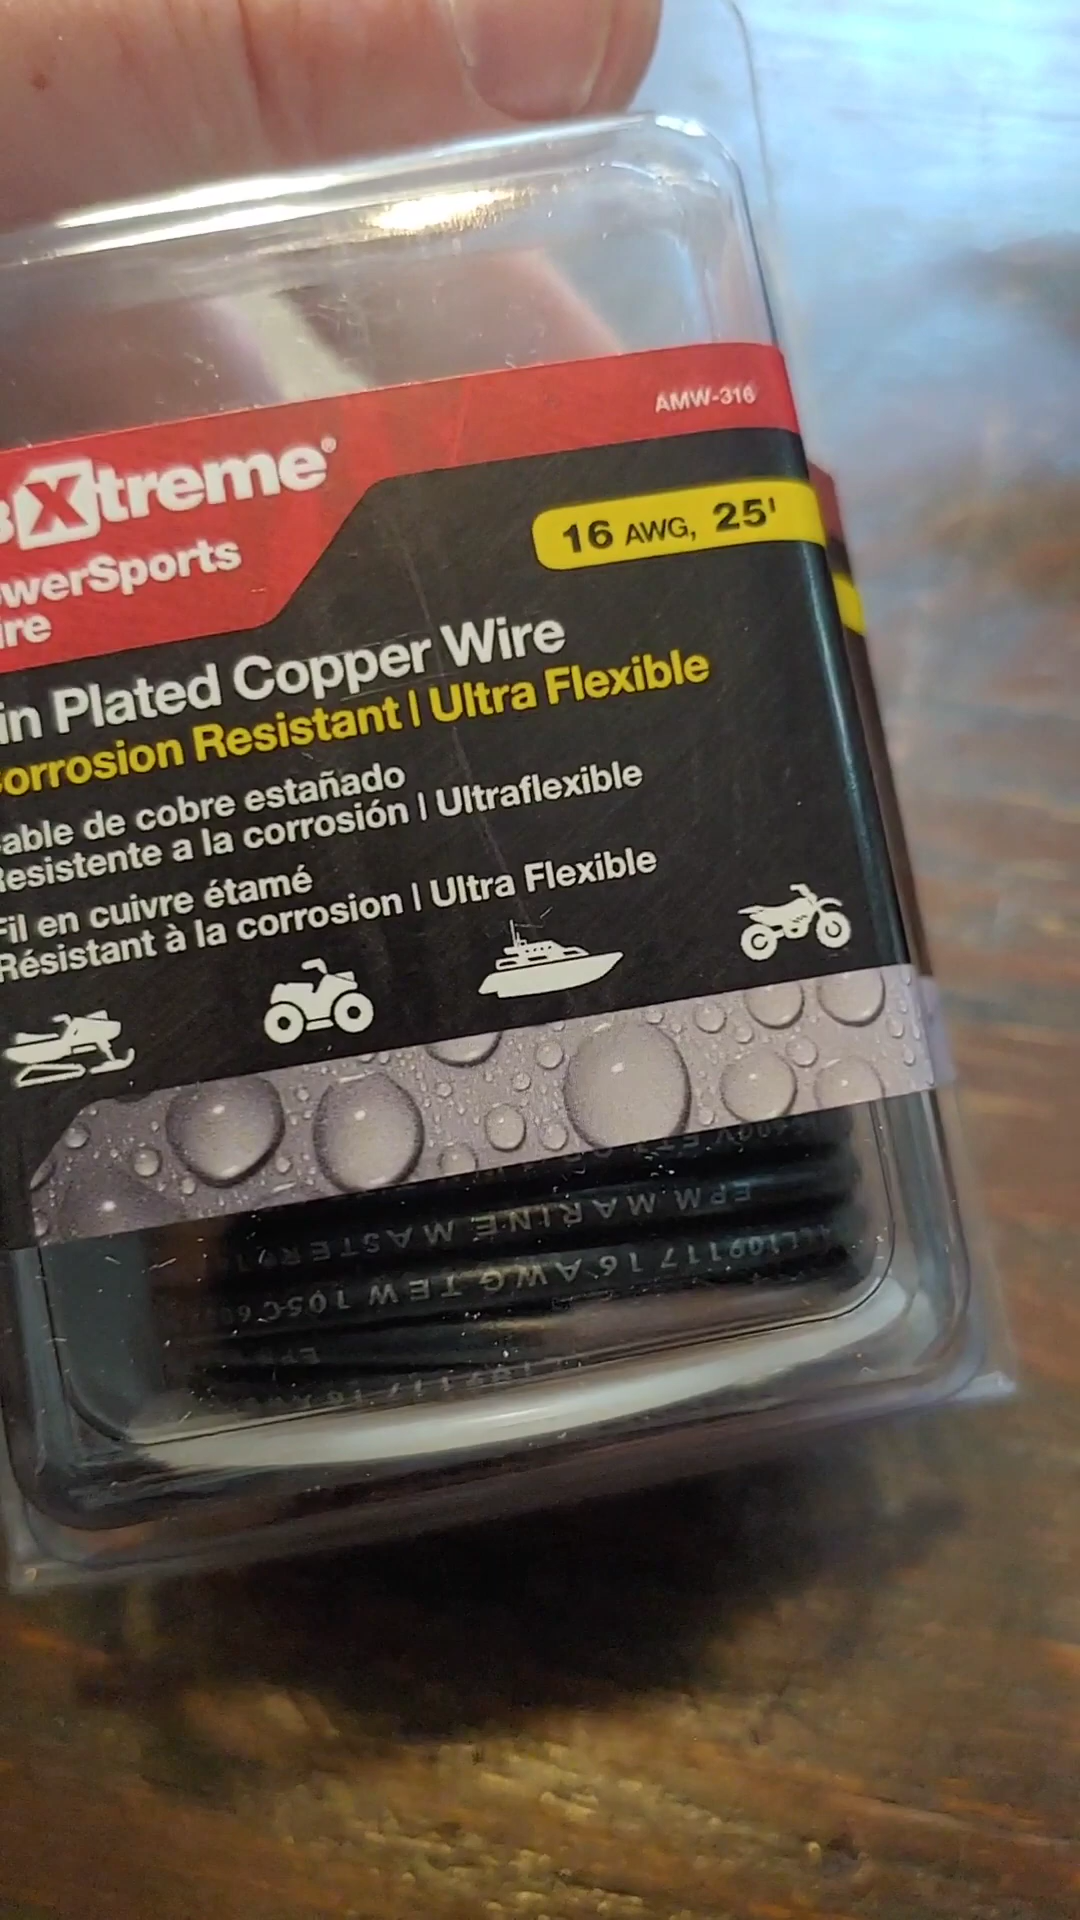 AMW-316
Xtreme®
werSports
ire
16 AWG, 25'
in Plated Copper Wire
orrosion Resistant | Ultra Flexible
able de cobre estañado
esistente a la corrosión | Ultraflexible
Fil en cuivre étamé
Résistant à la corrosion | Ultra Flexible
EPM MARINE MASTER
LL109117 16 AWG TEW 105C 60